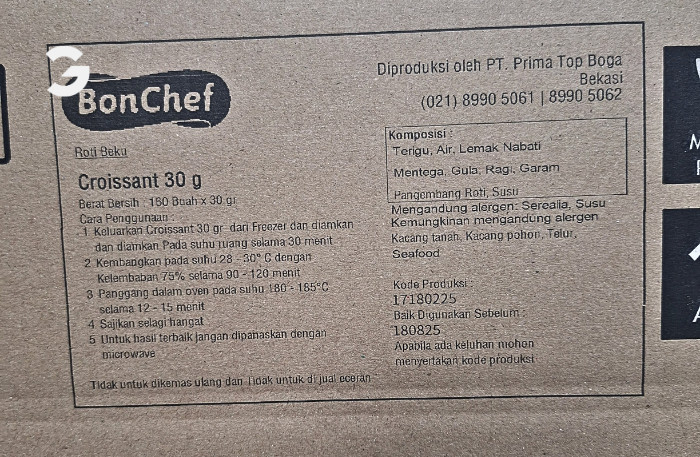 G
BonChef
Roti Beku
Croissant 30 g
Berat Bersih : 160 Buah x 30 gr
Cara Penggunaan :
1 Keluarkan Croissant 30 gr dari Freezer dan diamkan
dan diamkan Pada suhu ruang selama 30 menit
2 Kembangkan pada suhu 28 - 30° C dengan
Kelembaban 75% selama 90 - 120 menit
3 Panggang dalam oven pada suhu 180 - 185°C
selama 12 - 15 menit
4 Sajikan selagi hangat
5 Untuk hasil terbaik jangan dipanaskan dengan
microwave
Tidak untuk dikemas ulang dan Tidak untuk di jual eceran
Diproduksi oleh PT. Prima Top Boga
Bekasi
(021) 8990 5061 | 8990 5062
Komposisi :
Terigu, Air, Lemak Nabati
Mentega, Gula, Ragi, Garam
Pangembang Roti, Susu
Mengandung alergen: Serealia, Susu
Kemungkinan mengandung alergen
Kacang tanah, Kacang pohon, Telur,
Seafood
Kode Produksi :
17180225
Baik Digunakan Sebelum :
180825
Apabila ada keluhan mohon
menyertakan kode produksi